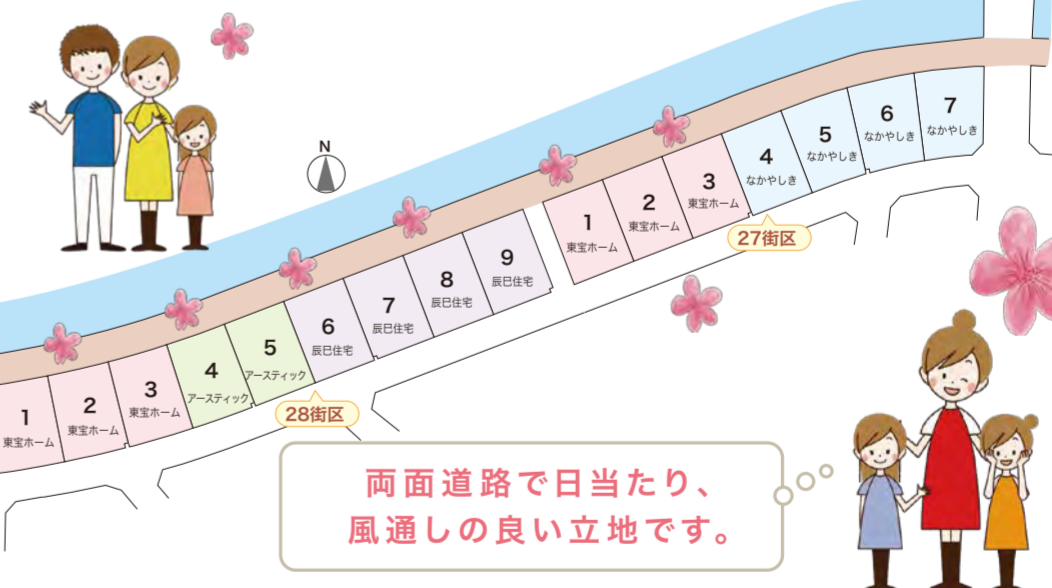 N
7
なかやしき
6
なかやしき
5
なかやしき
4
なかやしき
3
東宝ホーム
2
東宝ホーム
1
東宝ホーム
27街区
9
辰巳住宅
8
辰巳住宅
7
辰巳住宅
6
辰巳住宅
5
アースティック
4
アースティック
3
東宝ホーム
2
東宝ホーム
1
東宝ホーム
28街区
両面道路で日当たり、
風通しの良い立地です。